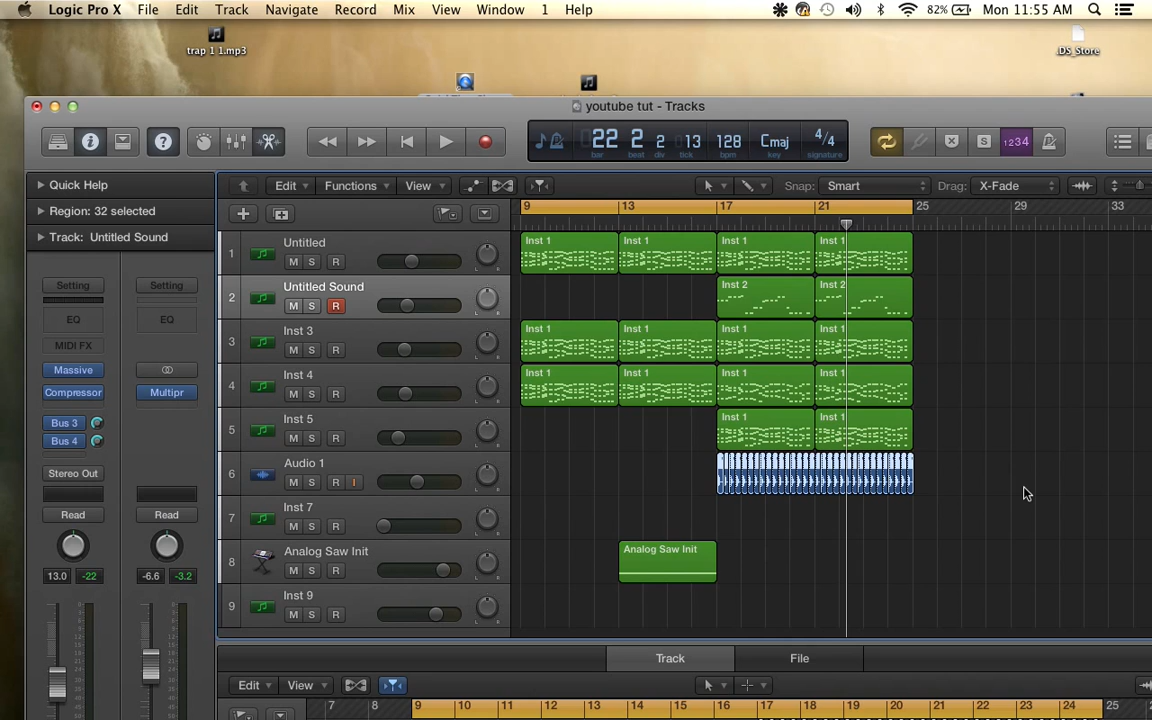 Logic Pro X File Edit Track Navigate Record Mix View Window 1 Help 82% Mon 11:55 AM
trap 1 1.mp3
.DS_Store
youtube tut - Tracks
22 2 2 13 128 Cmaj 4/4
bar beat div tick bpm key signature
S 1234
Quick Help
Edit Functions View Snap: Smart Drag: X-Fade
Region: 32 selected
9 13 17 21 25 29 33
Track: Untitled Sound
1 Untitled
M S R
Inst 1 Inst 1 Inst 1 Inst 1
2 Untitled Sound
M S R
Inst 2 Inst 2
3 Inst 3
M S R
Inst 1 Inst 1 Inst 1 Inst 1
4 Inst 4
M S R
Inst 1 Inst 1 Inst 1 Inst 1
5 Inst 5
M S R
Inst 1 Inst 1
6 Audio 1
M S R I
7 Inst 7
M S R
8 Analog Saw Init
M S R
Analog Saw Init
9 Inst 9
M S R
Setting Setting
EQ EQ
MIDI FX
Massive
Compressor Multipr
Bus 3
Bus 4
Stereo Out
Read Read
13.0 -22 -6.6 -3.2
Track File
Edit View
7 8 9 10 11 12 13 14 15 16 17 18 19 20 21 22 23 24 25